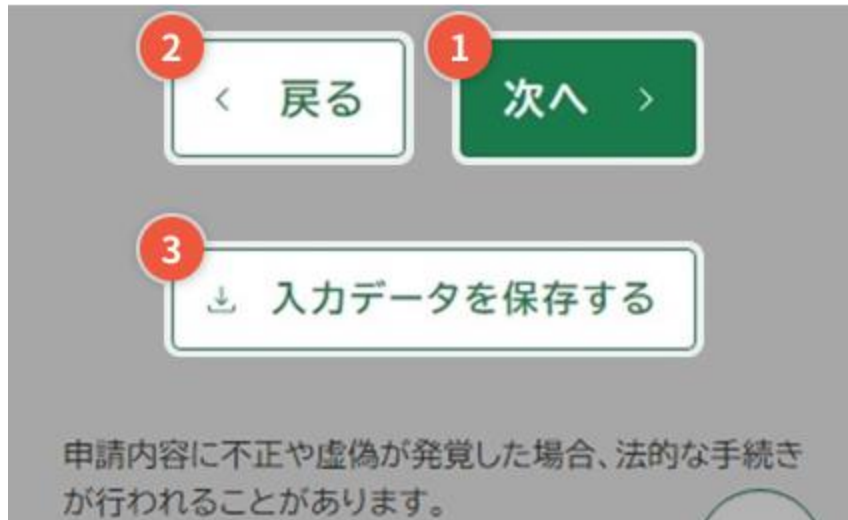 2
< 戻る
1
次へ >
3
入力データを保存する
申請内容に不正や虚偽が発覚した場合、法的な手続き
が行われることがあります。